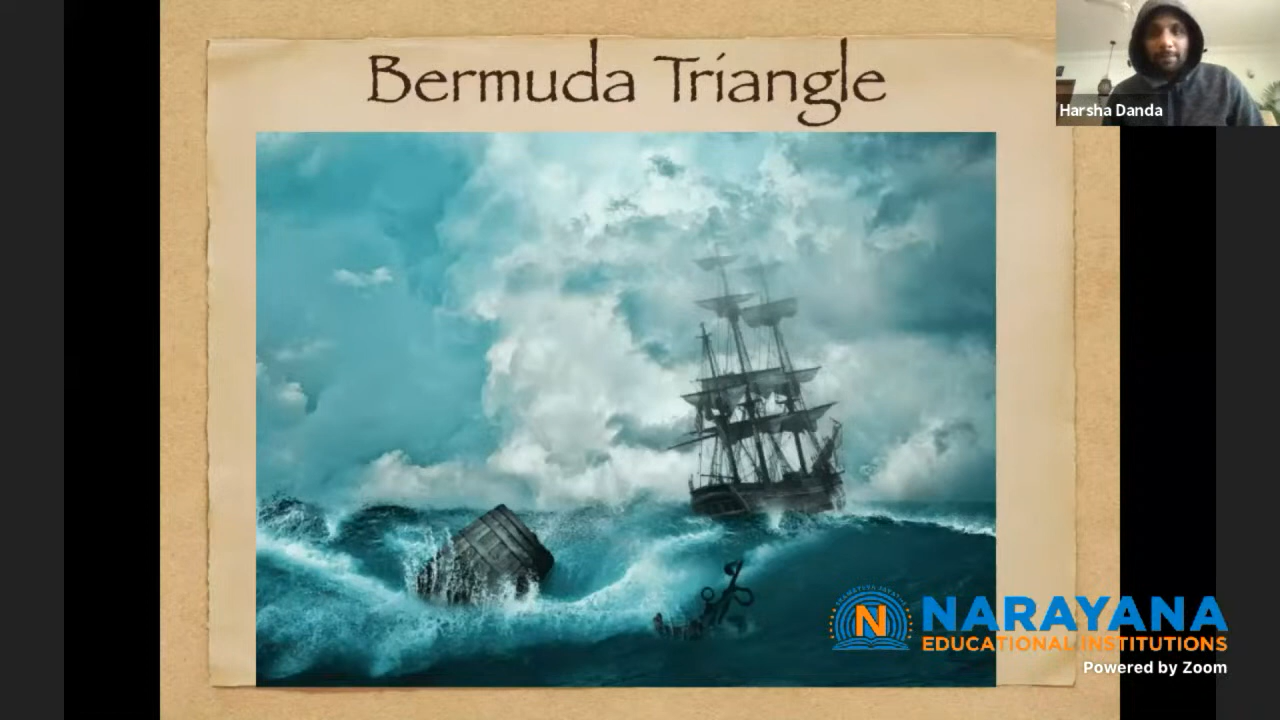 Bermuda Triangle
Harsha Danda
NARAYANA
EDUCATIONAL INSTITUTIONS
Powered by Zoom